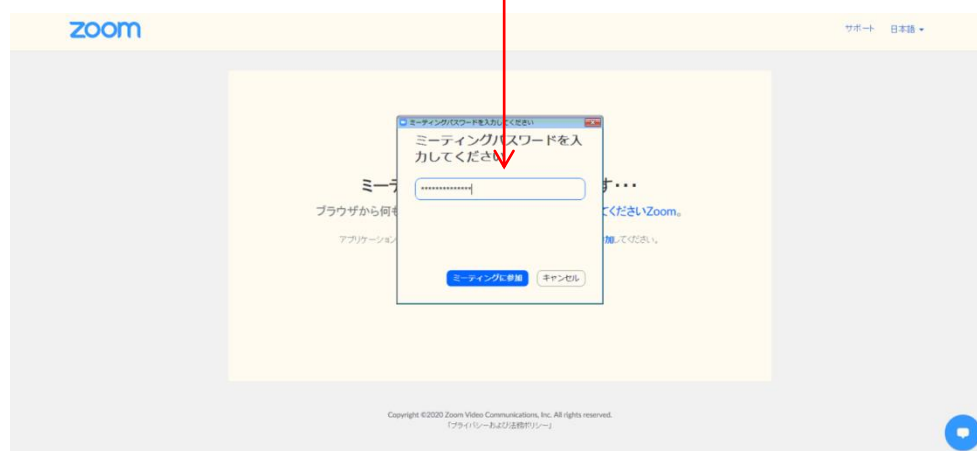 zoom
サポート 日本語
ミーティングパスワードを入力してください
ミーティングパスワードを入
力してください
ミーテ す・・・
ブラウザから何も てくださいZoom。
**************
アプリケーション 加してください。
ミーティングに参加 キャンセル
Copyright ©2020 Zoom Video Communications, Inc. All rights reserved.
「プライバシーおよび法務ポリシー」